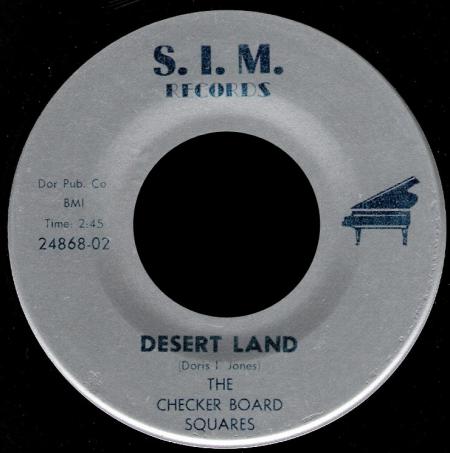 S. I. M.
RECORDS
Dor Pub. Co
BMI
Time: 2:45
24868-02
DESERT LAND
(Doris I. Jones)
THE
CHECKER BOARD
SQUARES